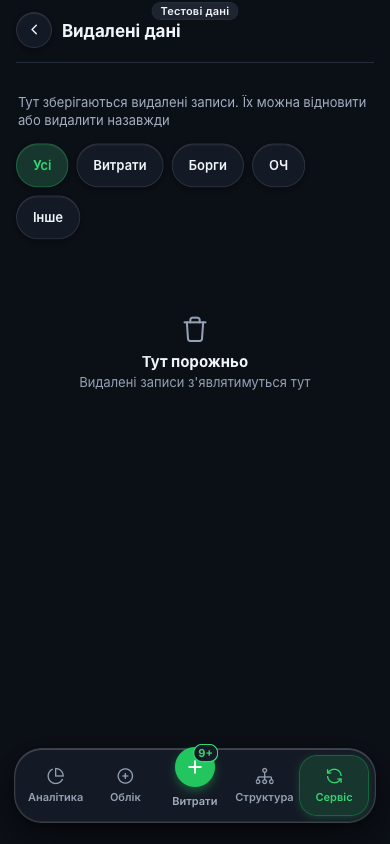 Тестові дані
Видалені дані
Тут зберігаються видалені записи. Їх можна відновити
або видалити назавжди
Усі
Витрати
Борги
ОЧ
Інше
Тут порожньо
Видалені записи з'являтимуться тут
9+
Аналітика
Облік
Витрати
Структура
Сервіс